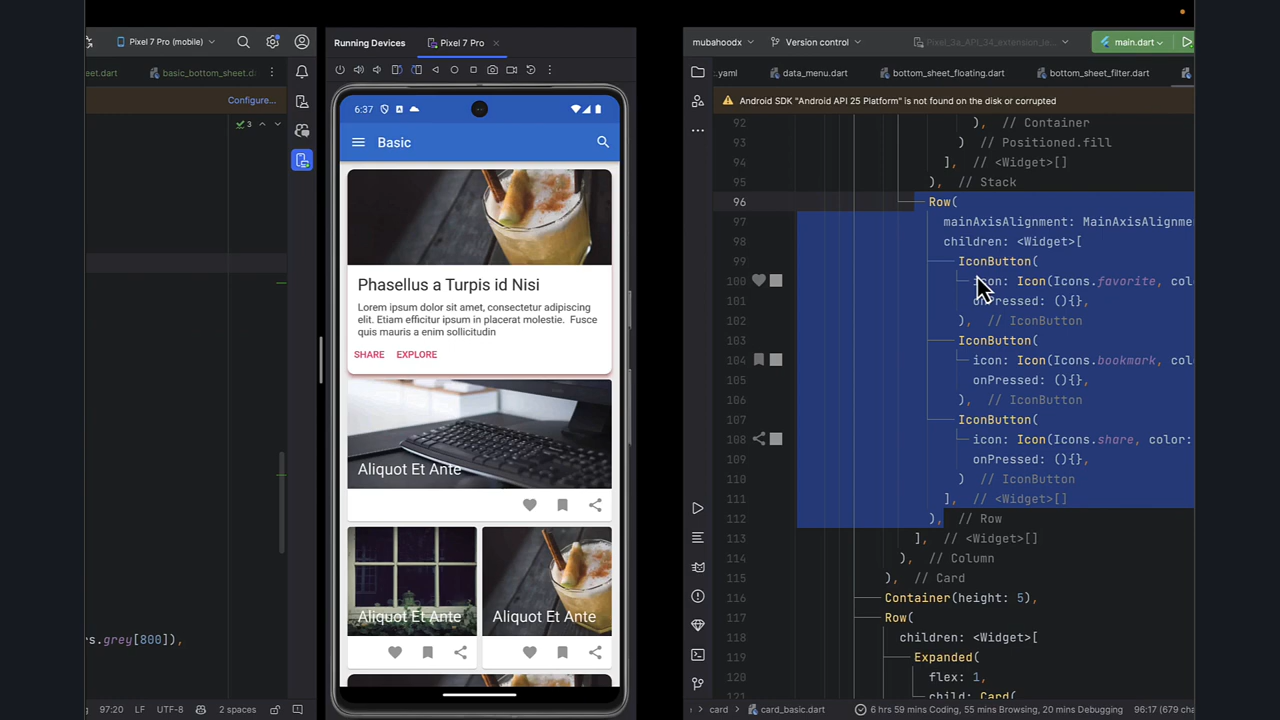 Pixel 7 Pro (mobile)
Running Devices
Pixel 7 Pro
mubahoodx
Version control
Pixel_3a_API_34_extension_le...
main.dart
eet.dart
basic_bottom_sheet.d
.yaml
data_menu.dart
bottom_sheet_floating.dart
bottom_sheet_filter.dart
Configure...
Android SDK "Android API 25 Platform" is not found on the disk or corrupted
3
6:37
Basic
Phasellus a Turpis id Nisi
Lorem ipsum dolor sit amet, consectetur adipiscing
elit. Etiam efficitur ipsum in placerat molestie. Fusce
quis mauris a enim sollicitudin
SHARE EXPLORE
Aliquot Et Ante
Aliquot Et Ante
Aliquot Et Ante
rs.grey[800]),
92 ), // Container
93 ) // Positioned.fill
94 ], // <Widget>[]
95 ), // Stack
96 Row(
97 mainAxisAlignment: MainAxisAlignme
98 children: <Widget>[
99 IconButton(
100 icon: Icon(Icons.favorite, col
101 onPressed: (){},
102 ), // IconButton
103 IconButton(
104 icon: Icon(Icons.bookmark, col
105 onPressed: (){},
106 ), // IconButton
107 IconButton(
108 icon: Icon(Icons.share, color:
109 onPressed: (){},
110 ) // IconButton
111 ], // <Widget>[]
112 ), // Row
113 ], // <Widget>[]
114 ), // Column
115 ), // Card
116 Container(height: 5),
117 Row(
118 children: <Widget>[
119 Expanded(
120 flex: 1,
child: Card(
97:20 LF UTF-8 2 spaces
card card_basic.dart
6 hrs 59 mins Coding, 55 mins Browsing, 20 mins Debugging
96:17 (679 cha